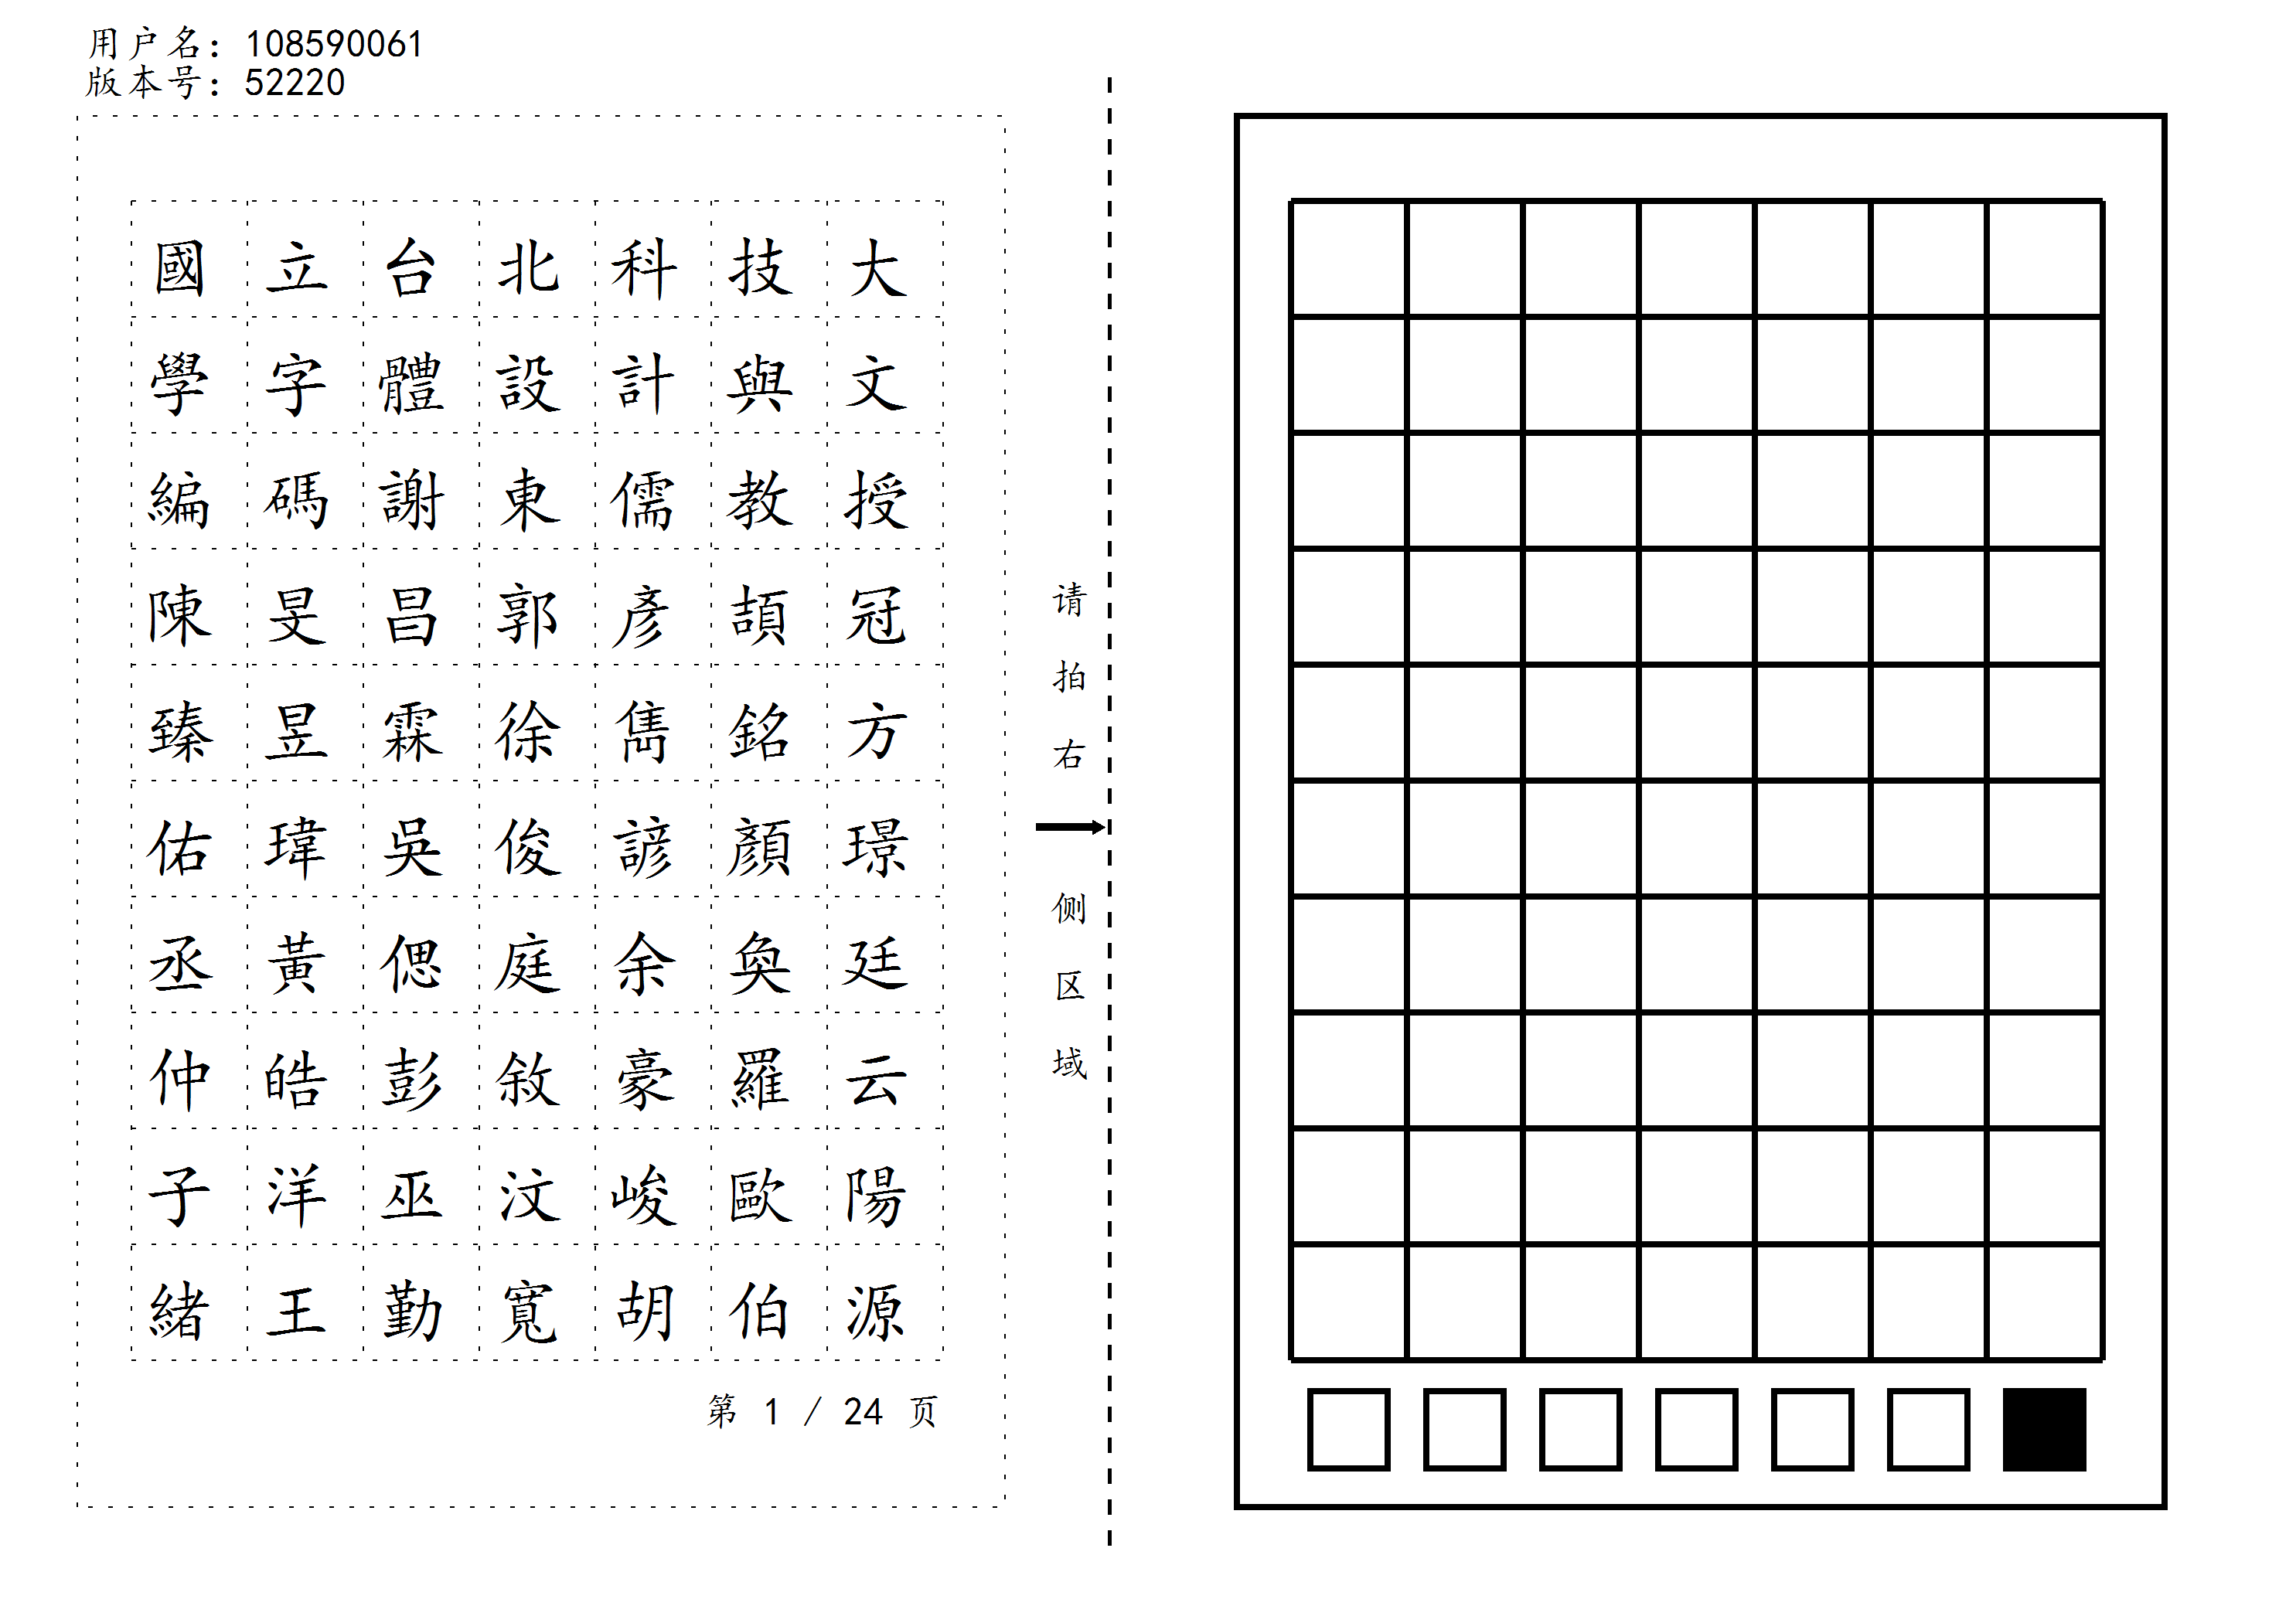 用户名: 108590061
版本号: 52220
國立台北科技大
學字體設計與文
編碼謝東儒教授
陳旻昌郭彥頡冠
臻昱霖徐雋銘方
佑瑋吳俊諺顏璟
丞黃偲庭余奐廷
仲皓彭敘豪羅云
子洋巫汶峻歐陽
緒王勤寬胡伯源
第 1 / 24 页
请拍右侧区域